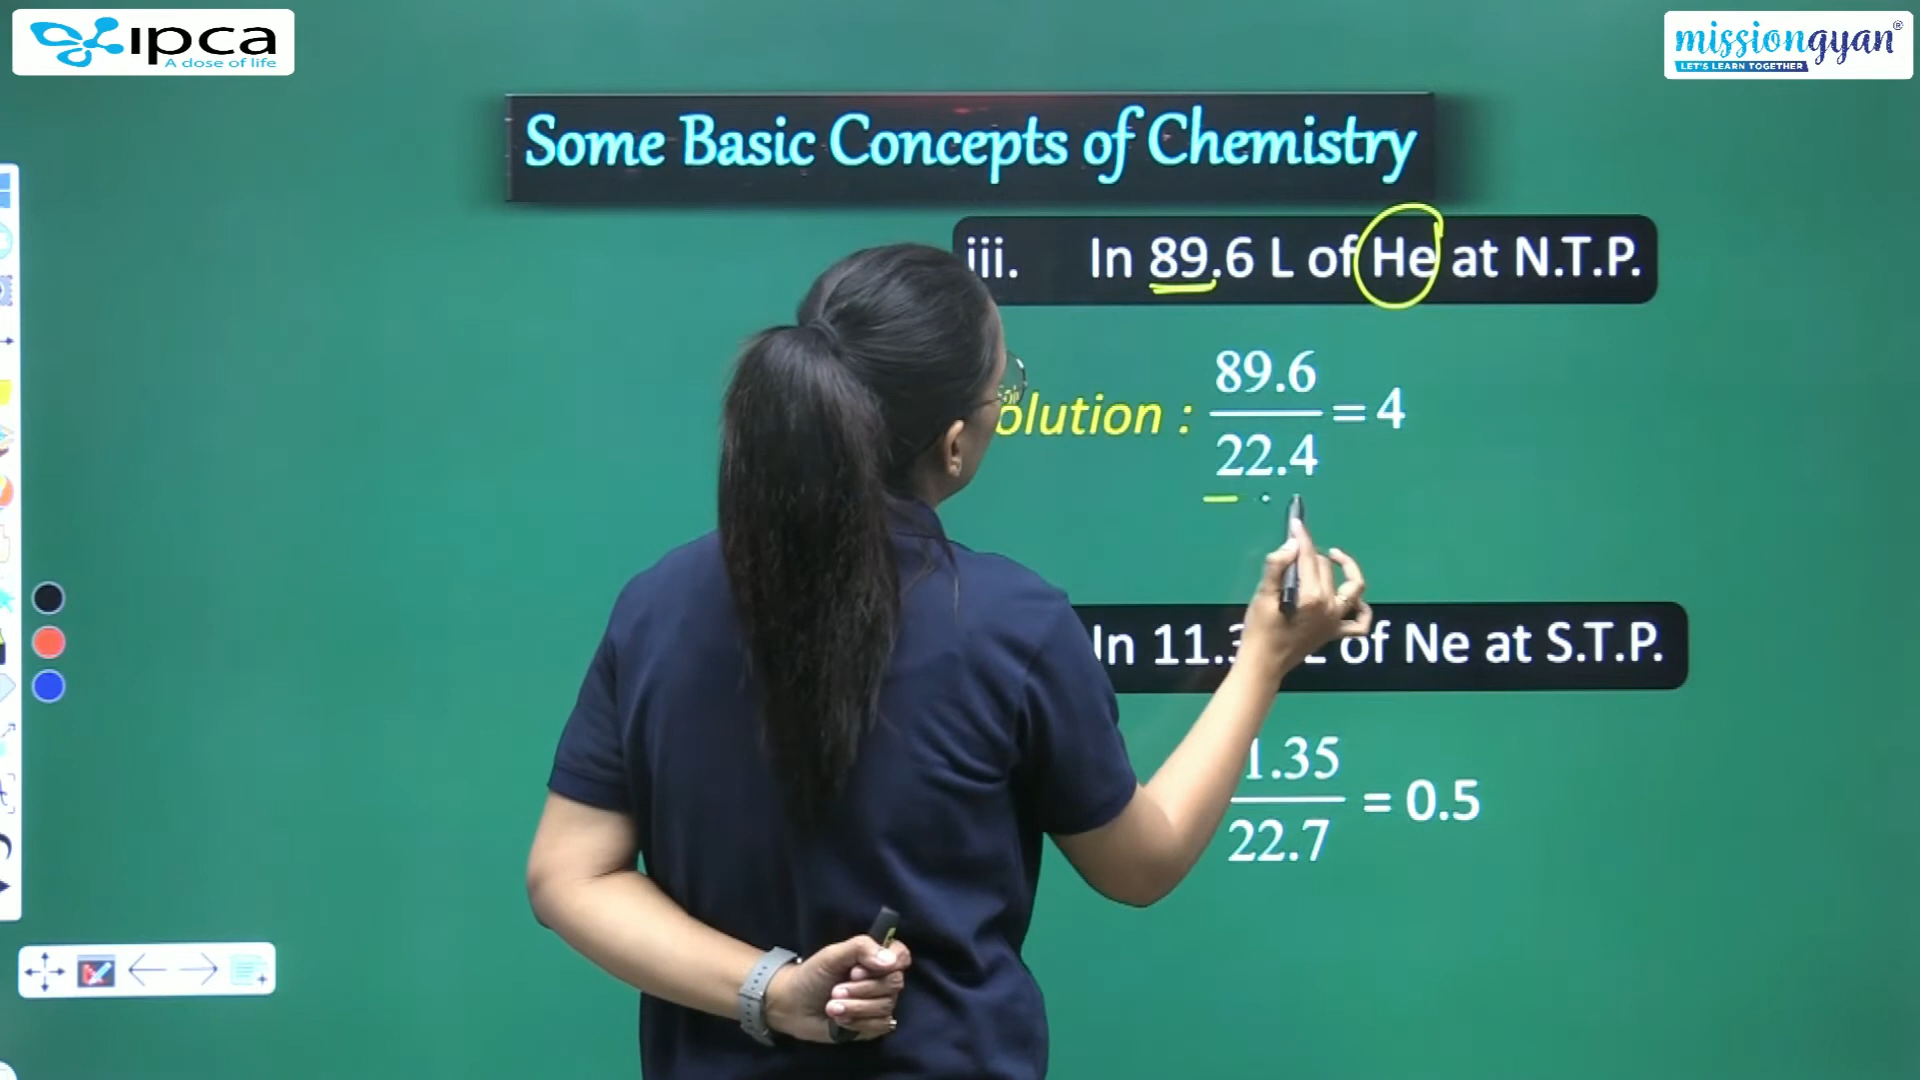 ipca
A dose of life
missiongyan®
LET'S LEARN TOGETHER
Some Basic Concepts of Chemistry
iii. In 89.6 L of He at N.T.P.
olution : 89.6 / 22.4 = 4
In 11.3 L of Ne at S.T.P.
1.35 / 22.7 = 0.5